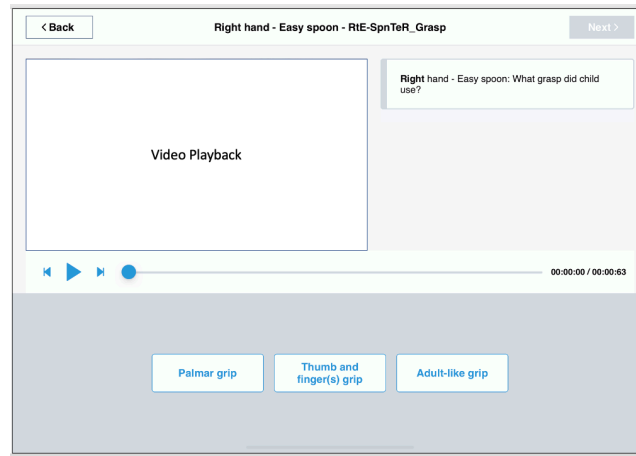 < Back
Right hand - Easy spoon - RtE-SpnTeR_Grasp
Next >
Right hand - Easy spoon: What grasp did child
use?
Video Playback
00:00:00 / 00:00:63
Palmar grip
Thumb and
finger(s) grip
Adult-like grip